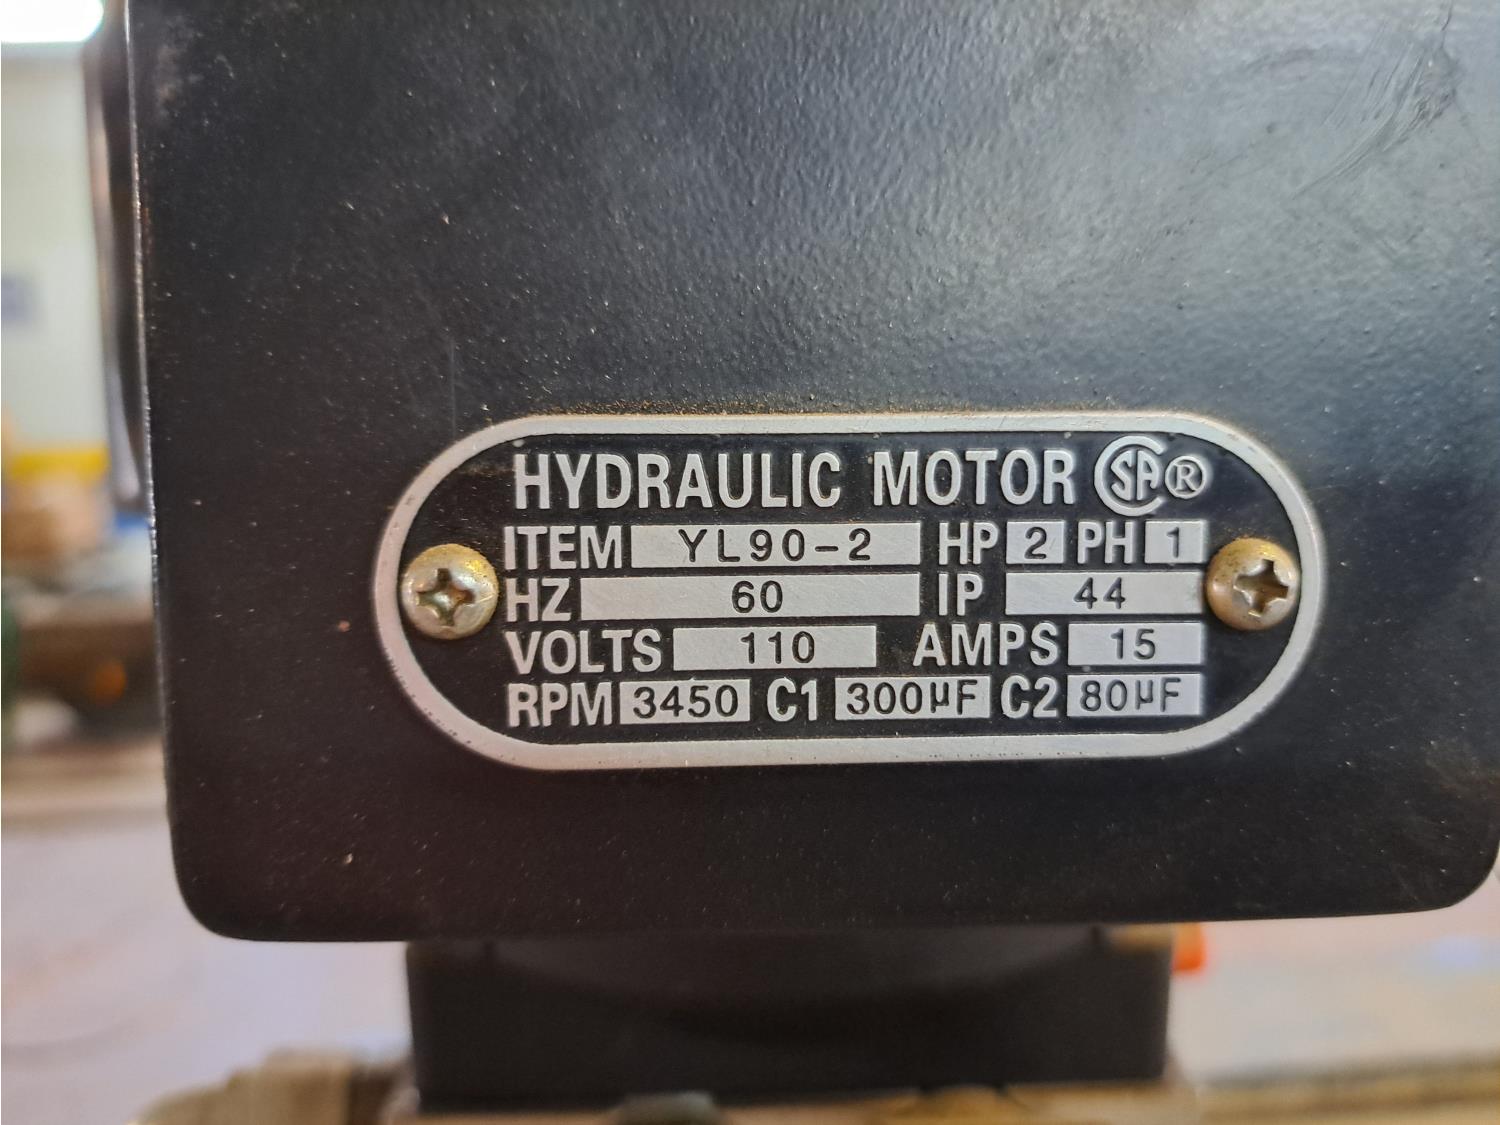 HYDRAULIC MOTOR CSA ®
ITEM YL90-2 HP 2 PH 1
HZ 60 IP 44
VOLTS 110 AMPS 15
RPM 3450 C1 300µF C2 80µF